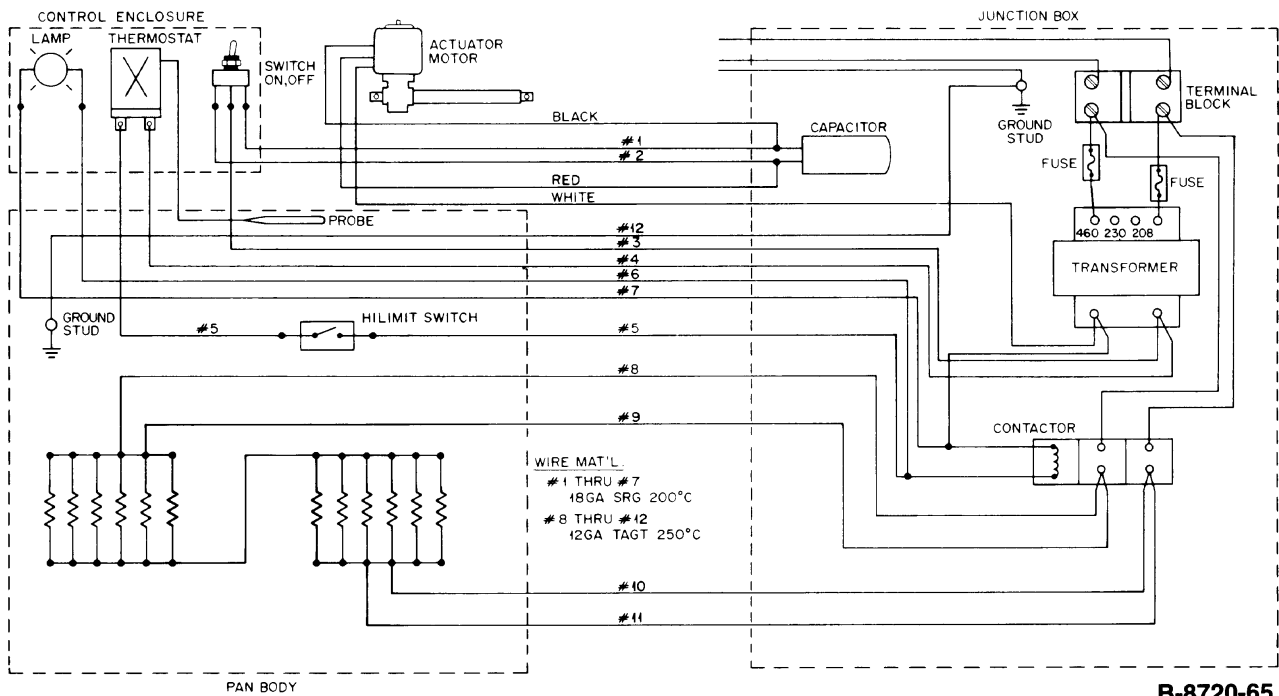 CONTROL ENCLOSURE
JUNCTION BOX
LAMP
THERMOSTAT
SWITCH
ON,OFF
ACTUATOR
MOTOR
TERMINAL
BLOCK
BLACK
CAPACITOR
GROUND
STUD
#1
#2
FUSE
FUSE
RED
WHITE
PROBE
#12
#3
#4
#6
#7
460 230 208
TRANSFORMER
GROUND
STUD
#5
HILIMIT SWITCH
#5
#8
#9
CONTACTOR
WIRE MAT'L.
#1 THRU #7
18GA SRG 200°C
#8 THRU #12
12GA TAGT 250°C
#10
#11
PAN BODY
B-8720-65